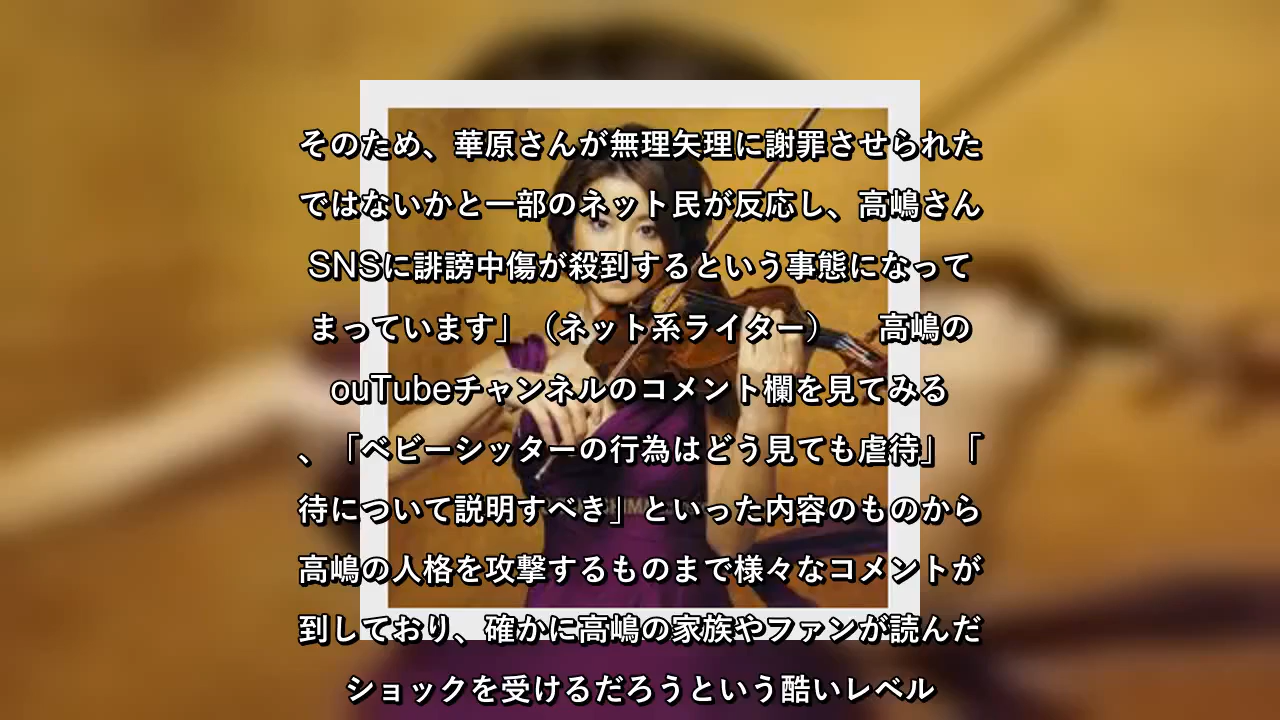 そのため、華原さんが無理矢理に謝罪させられた
ではないかと一部のネット民が反応し、高嶋さん
SNSに誹謗中傷が殺到するという事態になって
まっています」（ネット系ライター）　高嶋の
ouTubeチャンネルのコメント欄を見てみる
、「ベビーシッターの行為はどう見ても虐待」「
待について説明すべき」といった内容のものから
高嶋の人格を攻撃するものまで様々なコメントが
到しており、確かに高嶋の家族やファンが読んだ
ショックを受けるだろうという酷いレベル